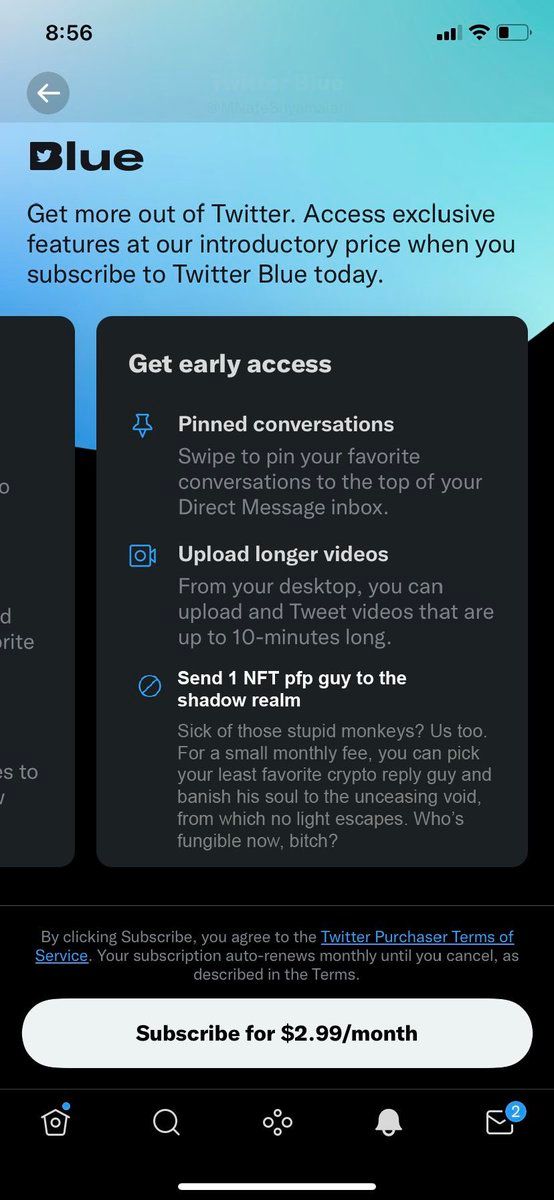 8:56
Twitter Blue
Blue
Get more out of Twitter. Access exclusive
features at our introductory price when you
subscribe to Twitter Blue today.
o
d
rite
es to
Get early access
Pinned conversations
Swipe to pin your favorite
conversations to the top of your
Direct Message inbox.
Upload longer videos
From your desktop, you can
upload and Tweet videos that are
up to 10-minutes long.
Send 1 NFT pfp guy to the
shadow realm
Sick of those stupid monkeys? Us too.
For a small monthly fee, you can pick
your least favorite crypto reply guy and
banish his soul to the unceasing void,
from which no light escapes. Who's
fungible now, bitch?
By clicking Subscribe, you agree to the Twitter Purchaser Terms of
Service. Your subscription auto-renews monthly until you cancel, as
described in the Terms.
Subscribe for $2.99/month
2